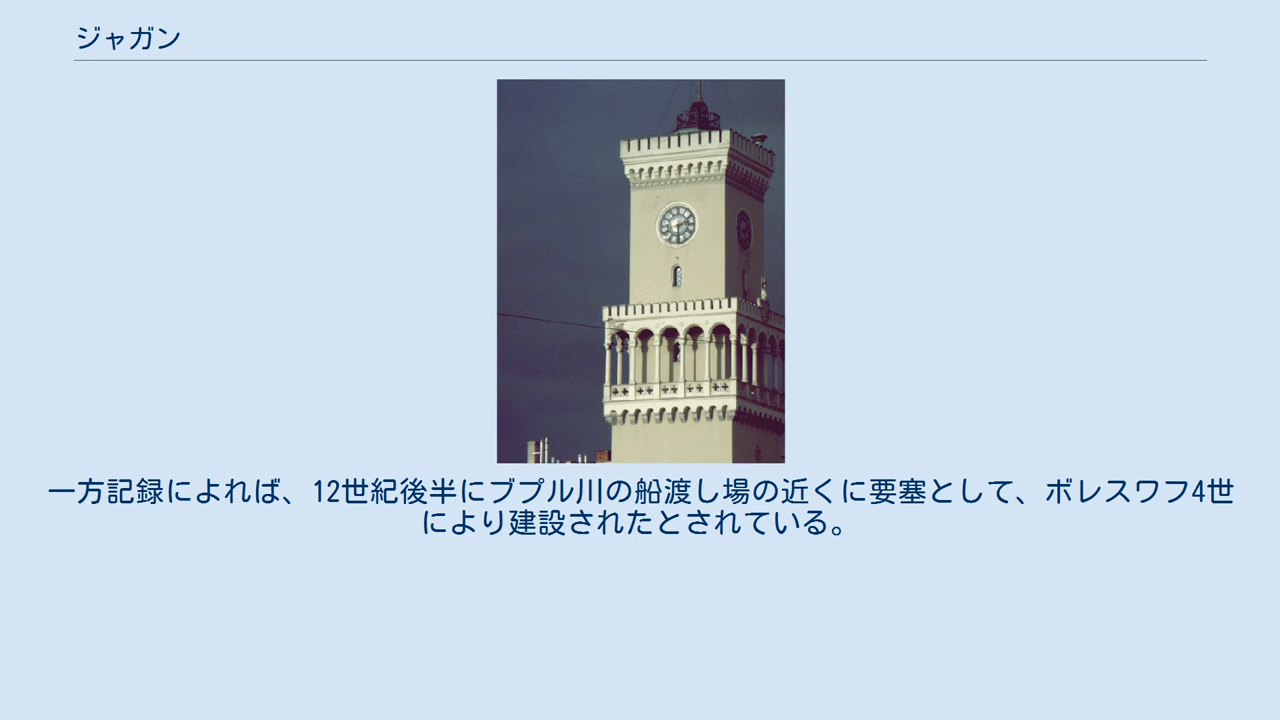 ジャガン
一方記録によれば、12世紀後半にブプル川の船渡し場の近くに要塞として、ボレスワフ4世
により建設されたとされている。